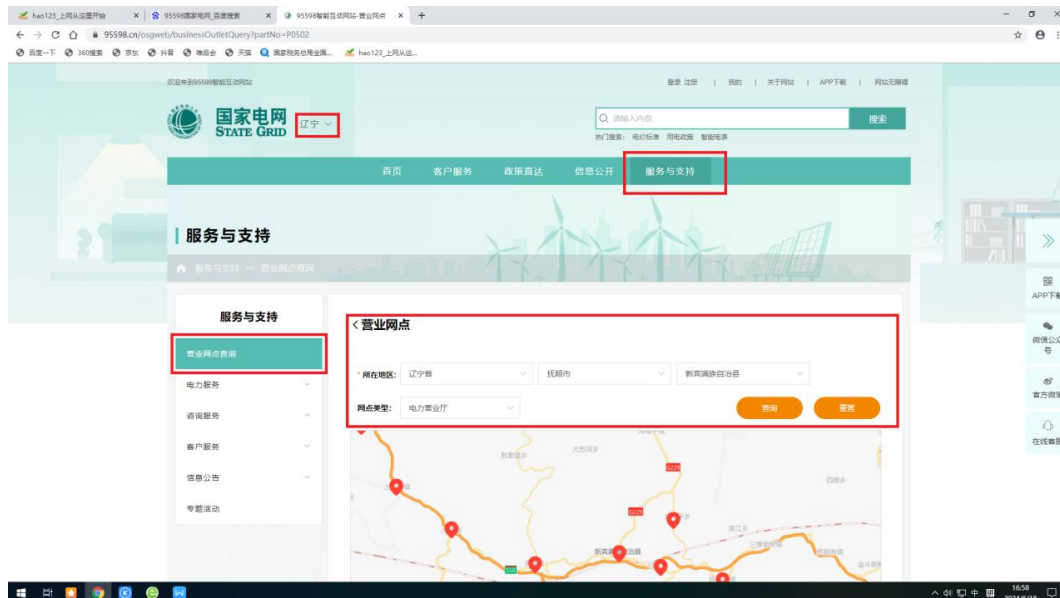 hao123_上网从这里开始
95598国家电网_百度搜索
95598智能互动网站-营业网点
95598.cn/osgweb/businessOutletQuery?partNo=P0502
百度一下 360搜索 京东 抖音 唯品会 天猫 国家税务总局全国... hao123_上网从这...
欢迎来到95598智能互动网站
登录 注册 | 我的 | 关于网站 | APP下载 | 网站无障碍
国家电网
STATE GRID
辽宁
请输入内容
搜索
热门搜索: 电价标准 用电政策 智能电表
首页 客户服务 政策直达 信息公开 服务与支持
服务与支持
服务与支持 >> 营业网点查询
服务与支持
营业网点查询
电力服务
咨询服务
客户服务
信息公告
专题活动
营业网点
* 所在地区: 辽宁省 抚顺市 新宾满族自治县
网点类型: 电力营业厅
查询 重置
大苏河乡
G229
G229
APP下载
微信公众号
官方微
在线客服
中
16:58